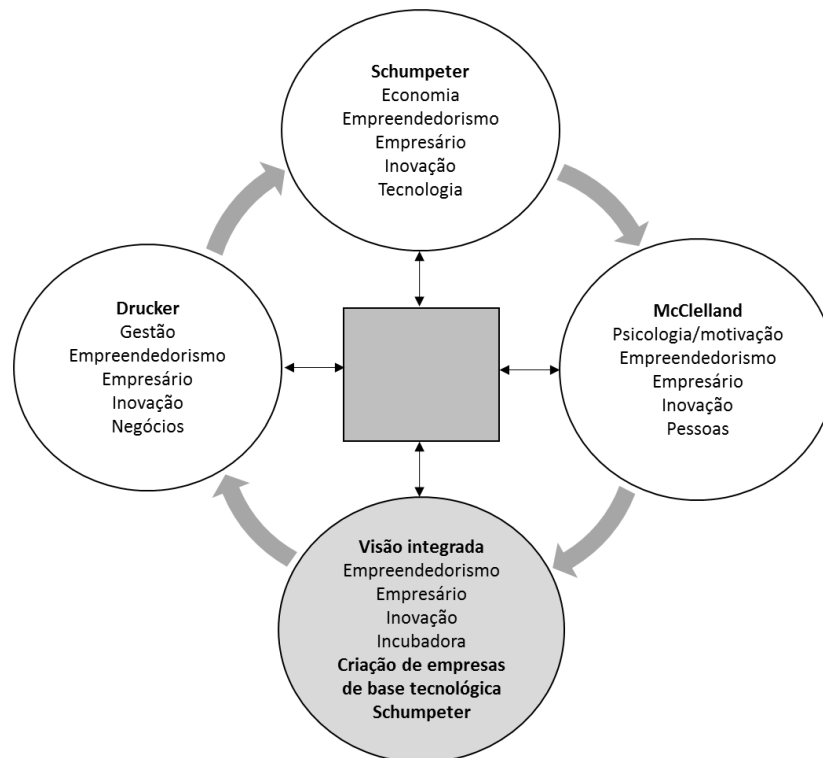 Schumpeter
Economia
Empreendedorismo
Empresário
Inovação
Tecnologia
Drucker
Gestão
Empreendedorismo
Empresário
Inovação
Negócios
McClelland
Psicologia/motivação
Empreendedorismo
Empresário
Inovação
Pessoas
Visão integrada
Empreendedorismo
Empresário
Inovação
Incubadora
Criação de empresas
de base tecnológica
Schumpeter